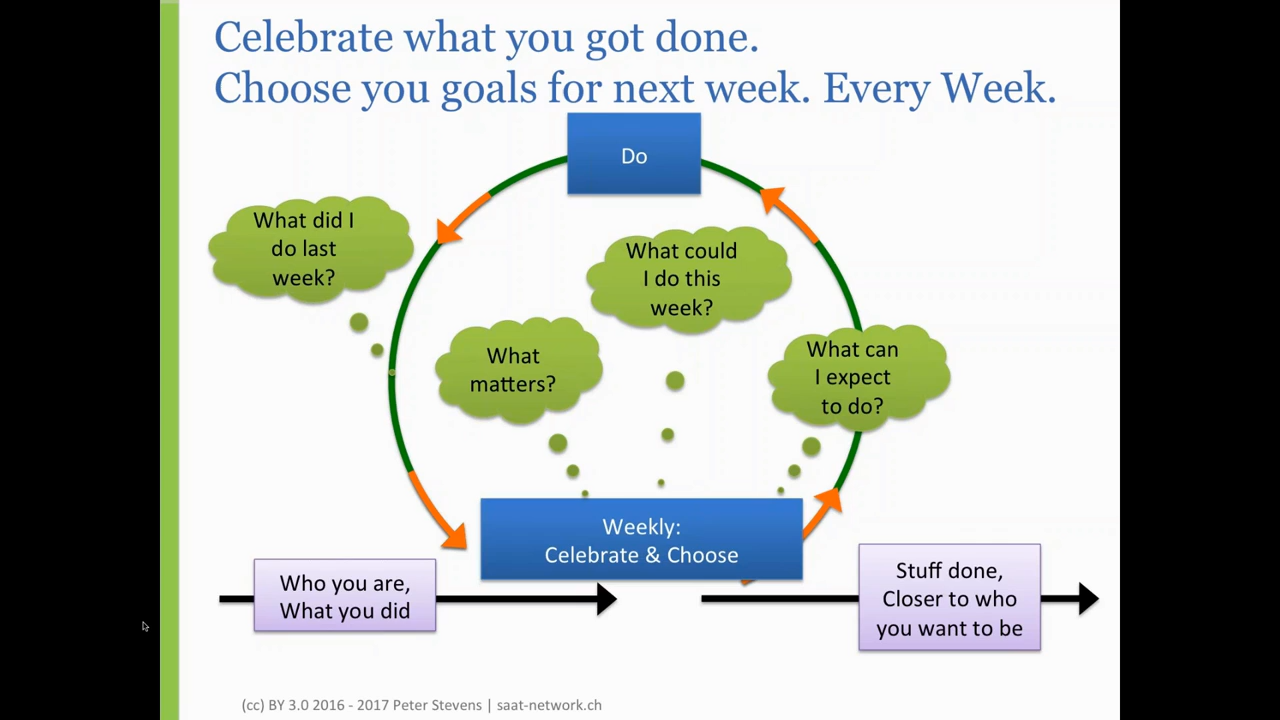 Celebrate what you got done.
Choose you goals for next week. Every Week.
Do
What did I
do last
week?
What could
I do this
week?
What
matters?
What can
I expect
to do?
Weekly:
Celebrate & Choose
Who you are,
What you did
Stuff done,
Closer to who
you want to be
(cc) BY 3.0 2016 - 2017 Peter Stevens | saat-network.ch